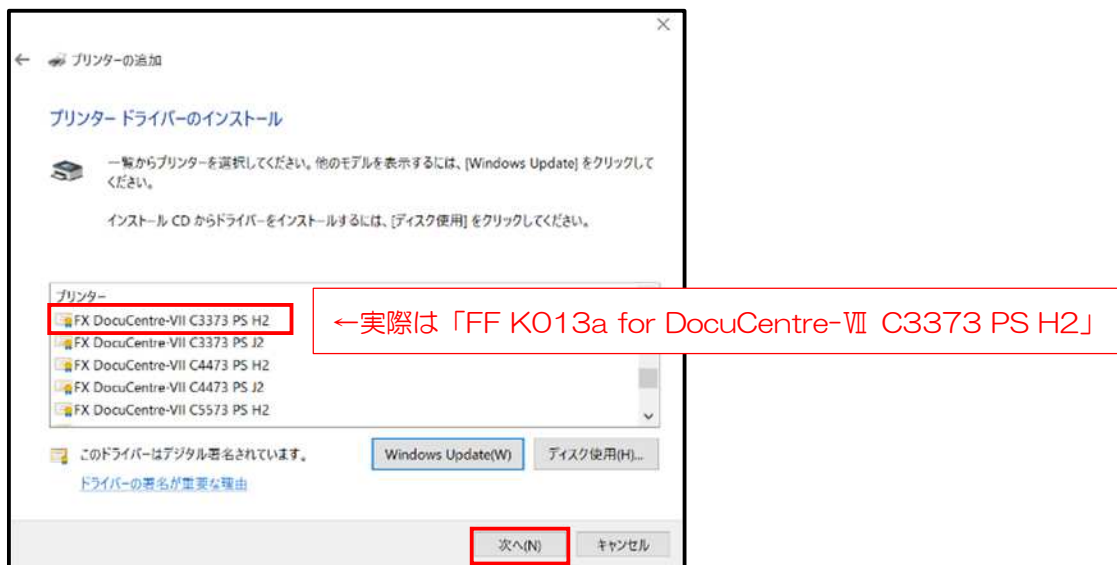 プリンターの追加
プリンター ドライバーのインストール
一覧からプリンターを選択してください。他のモデルを表示するには、[Windows Update] をクリックして
ください。
インストール CD からドライバーをインストールするには、[ディスク使用] をクリックしてください。
プリンター
FX DocuCentre-VII C3373 PS H2
←実際は「FF K013a for DocuCentre-Ⅶ C3373 PS H2」
FX DocuCentre-VII C3373 PS J2
FX DocuCentre-VII C4473 PS H2
FX DocuCentre-VII C4473 PS J2
FX DocuCentre-VII C5573 PS H2
このドライバーはデジタル署名されています。
Windows Update(W)
ディスク使用(H)...
ドライバーの署名が重要な理由
次へ(N)
キャンセル